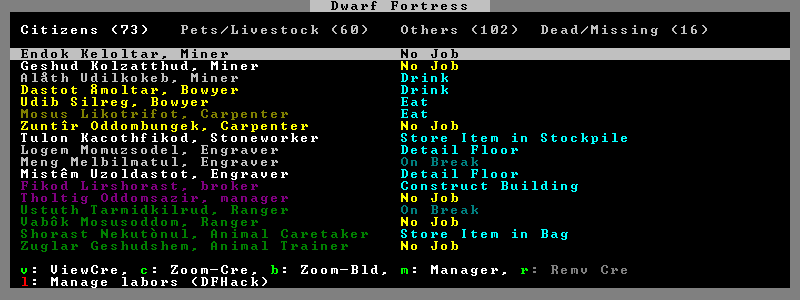 Dwarf Fortress
Citizens (73) Pets/Livestock (60) Others (102) Dead/Missing (16)
Endok Keloltar, Miner No Job
Geshud Kolzatthud, Miner No Job
Alåth Udilkokeb, Miner Drink
Dastot Åmoltar, Bowyer Drink
Udib Silreg, Bowyer Eat
Mosus Likotrifot, Carpenter Eat
Zuntîr Oddombungek, Carpenter No Job
Tulon Kacothfikod, Stoneworker Store Item in Stockpile
Logem Momuzsodel, Engraver Detail Floor
Meng Melbilmatul, Engraver On Break
Mistêm Uzoldastot, Engraver Detail Floor
Fikod Lirshorast, broker Construct Building
Tholtig Oddomsazir, manager No Job
Ustuth Tarmidkilrud, Ranger On Break
Vabôk Mosusoddom, Ranger No Job
Shorast Nekutònul, Animal Caretaker Store Item in Bag
Zuglar Geshudshem, Animal Trainer No Job
v: ViewCre, c: Zoom-Cre, b: Zoom-Bld, m: Manager, r: Remv Cre
l: Manage labors (DFHack)